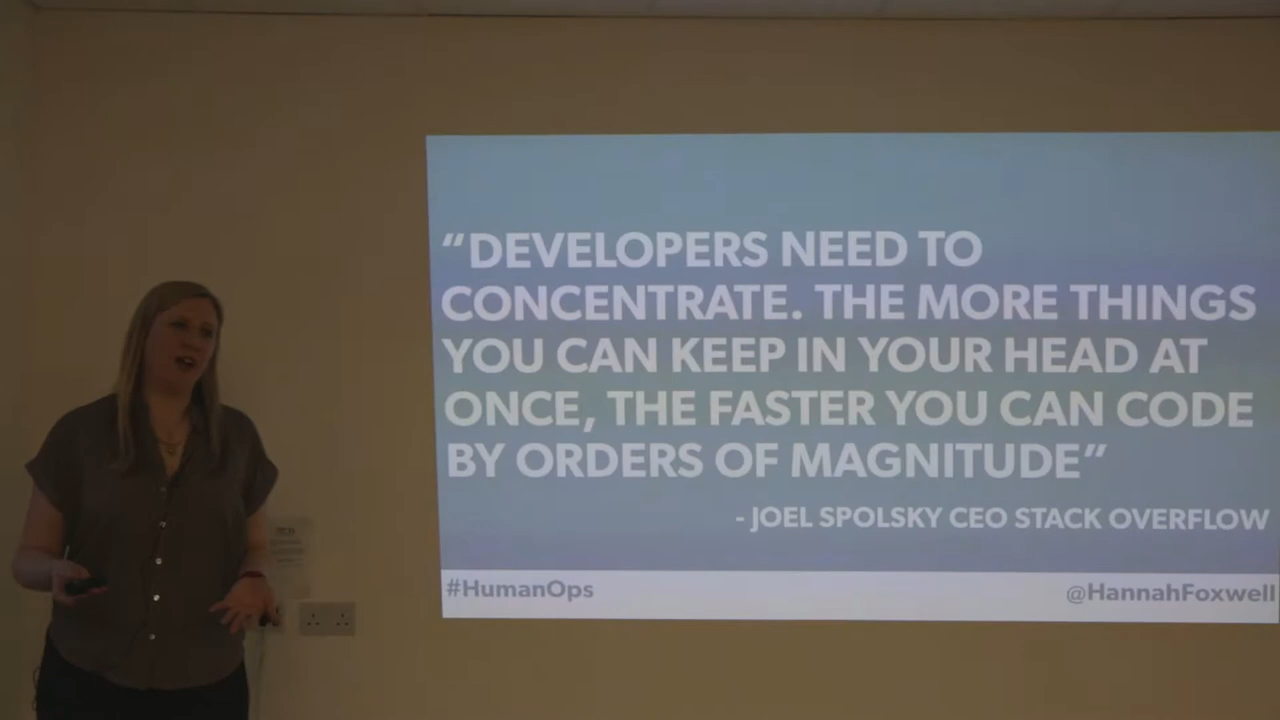 “DEVELOPERS NEED TO
CONCENTRATE. THE MORE THINGS
YOU CAN KEEP IN YOUR HEAD AT
ONCE, THE FASTER YOU CAN CODE
BY ORDERS OF MAGNITUDE”
- JOEL SPOLSKY CEO STACK OVERFLOW
#HumanOps
@HannahFoxwell